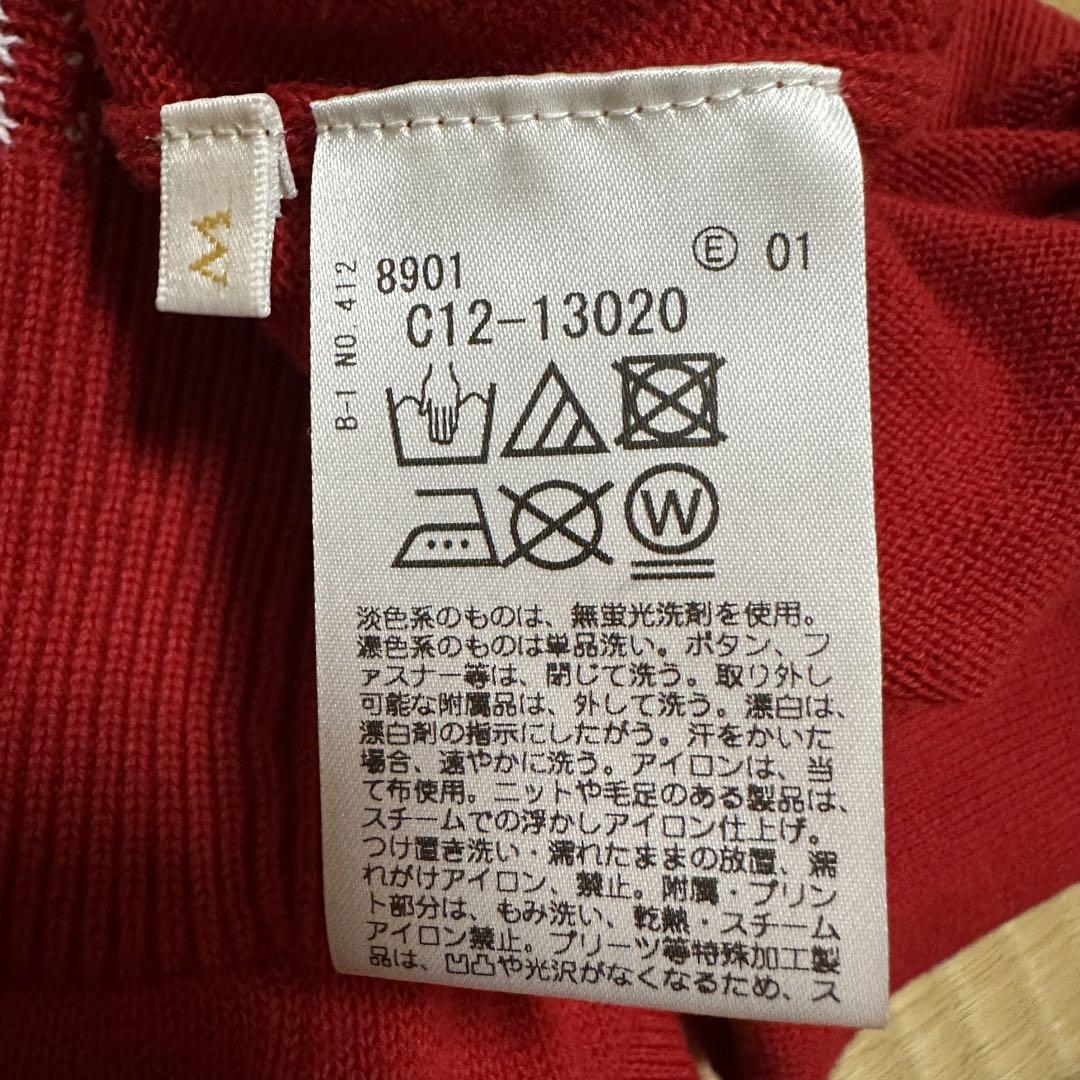 M
B-1 NO. 412
8901
Ⓔ 01
C12-13020
W
淡色系のものは、無蛍光洗剤を使用。
濃色系のものは単品洗い。ボタン、フ
ァスナー等は、閉じて洗う。取り外し
可能な附属品は、外して洗う。漂白は、
漂白剤の指示にしたがう。汗をかいた
場合、速やかに洗う。アイロンは、当
て布使用。ニットや毛足のある製品は、
スチームでの浮かしアイロン仕上げ。
つけ置き洗い・濡れたままの放置、濡
れがけアイロン、禁止。附属・プリン
ト部分は、もみ洗い、乾熱・スチーム
アイロン禁止。プリーツ等特殊加工製
品は、凹凸や光沢がなくなるため、ス